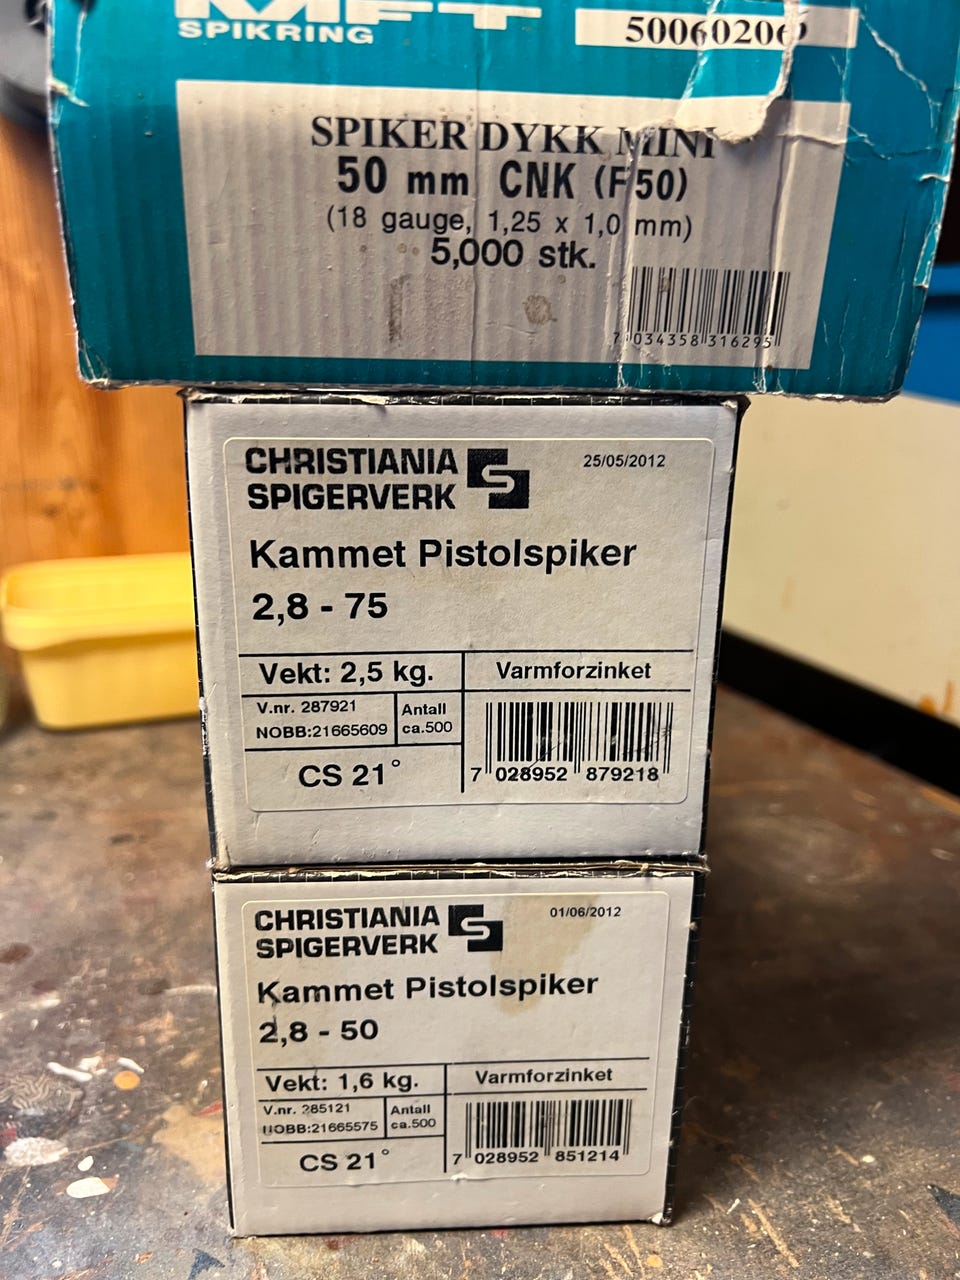 MFT
SPIKRING
50060206
SPIKER DYKK MINI
50 mm CNK (F50)
(18 gauge, 1,25 x 1,0 mm)
5,000 stk.
7 034358 316295
CHRISTIANIA
SPIGERVERK
25/05/2012
Kammet Pistolspiker
2,8 - 75
Vekt: 2,5 kg.
Varmforzinket
V.nr. 287921
NOBB:21665609
Antall
ca.500
CS 21°
7 028952 879218
CHRISTIANIA
SPIGERVERK
01/06/2012
Kammet Pistolspiker
2,8 - 50
Vekt: 1,6 kg.
Varmforzinket
V.nr. 285121
NOBB:21665575
Antall
ca.500
CS 21°
7 028952 851214